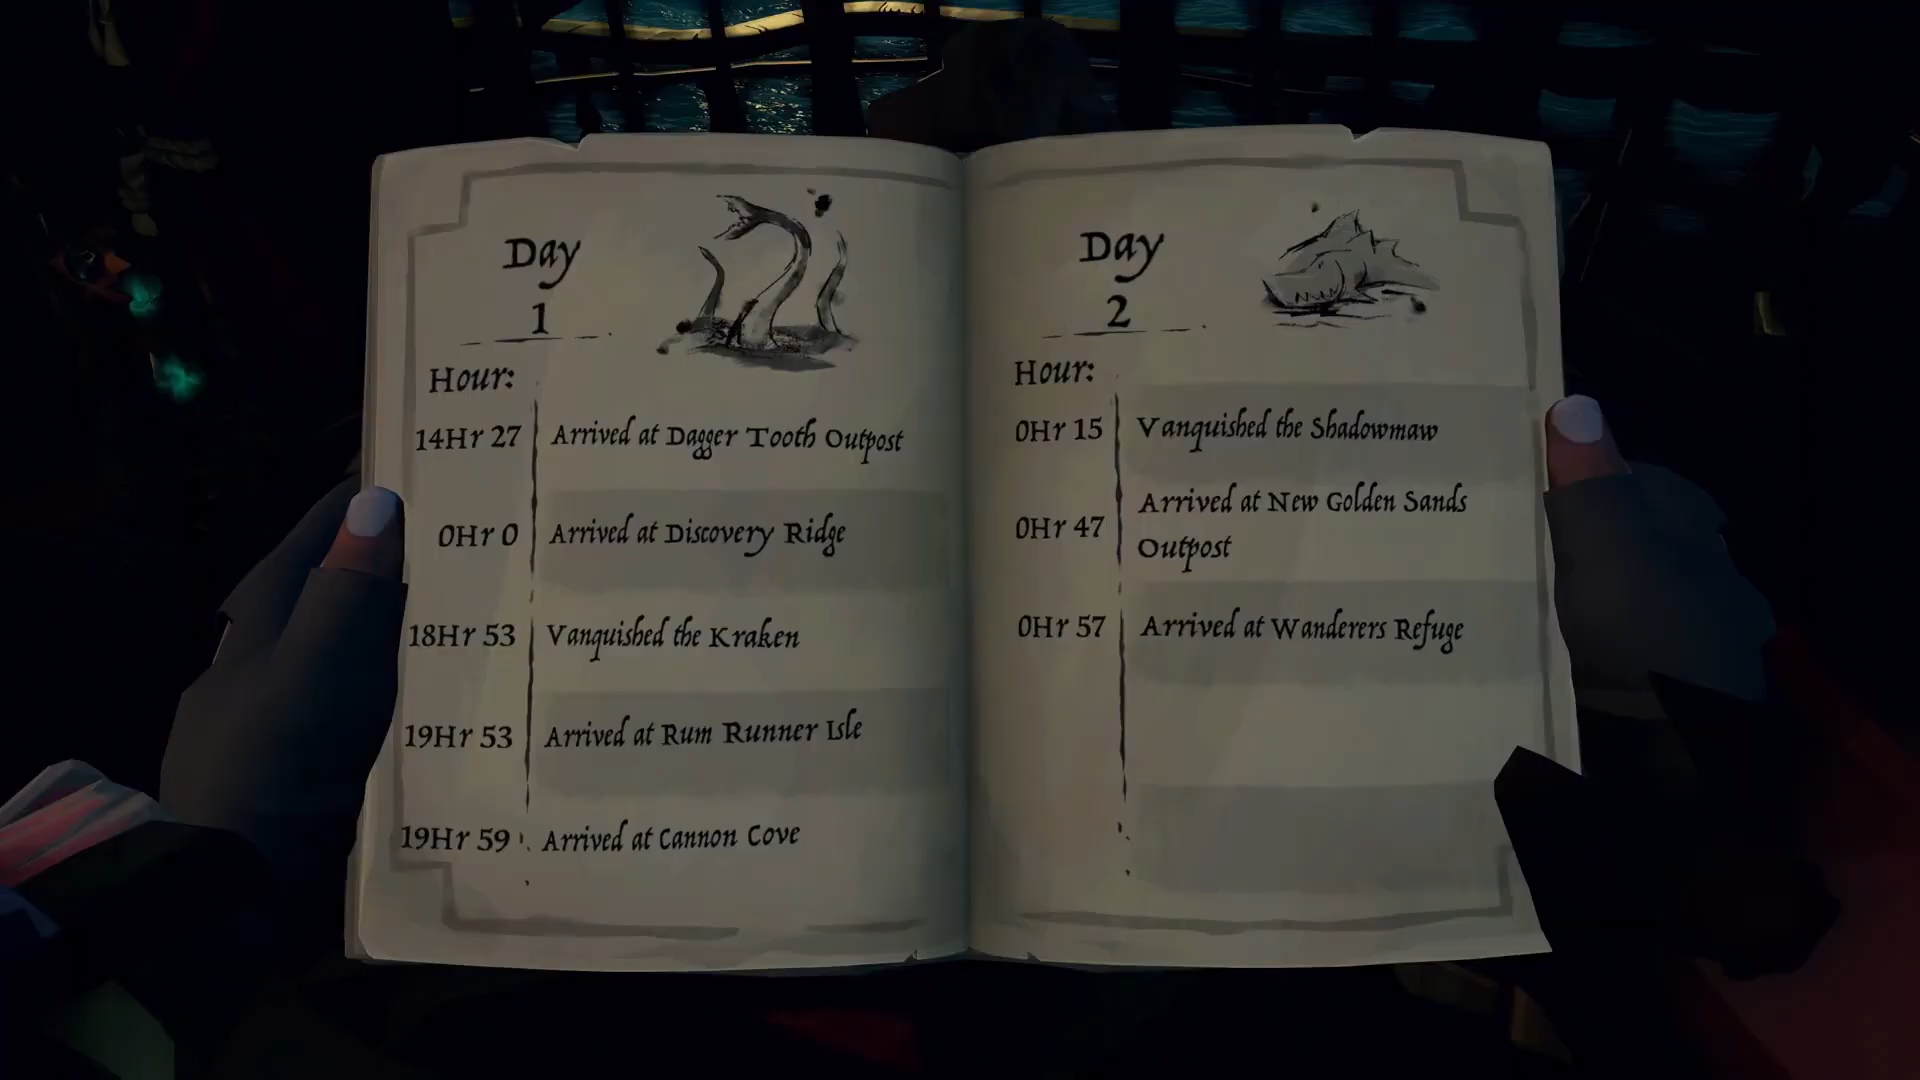 Day
1
Hour:
14Hr 27 Arrived at Dagger Tooth Outpost
0Hr 0 Arrived at Discovery Ridge
18Hr 53 Vanquished the Kraken
19Hr 53 Arrived at Rum Runner Isle
19Hr 59 Arrived at Cannon Cove
Day
2
Hour:
0Hr 15 Vanquished the Shadowmaw
0Hr 47 Arrived at New Golden Sands
Outpost
0Hr 57 Arrived at Wanderers Refuge